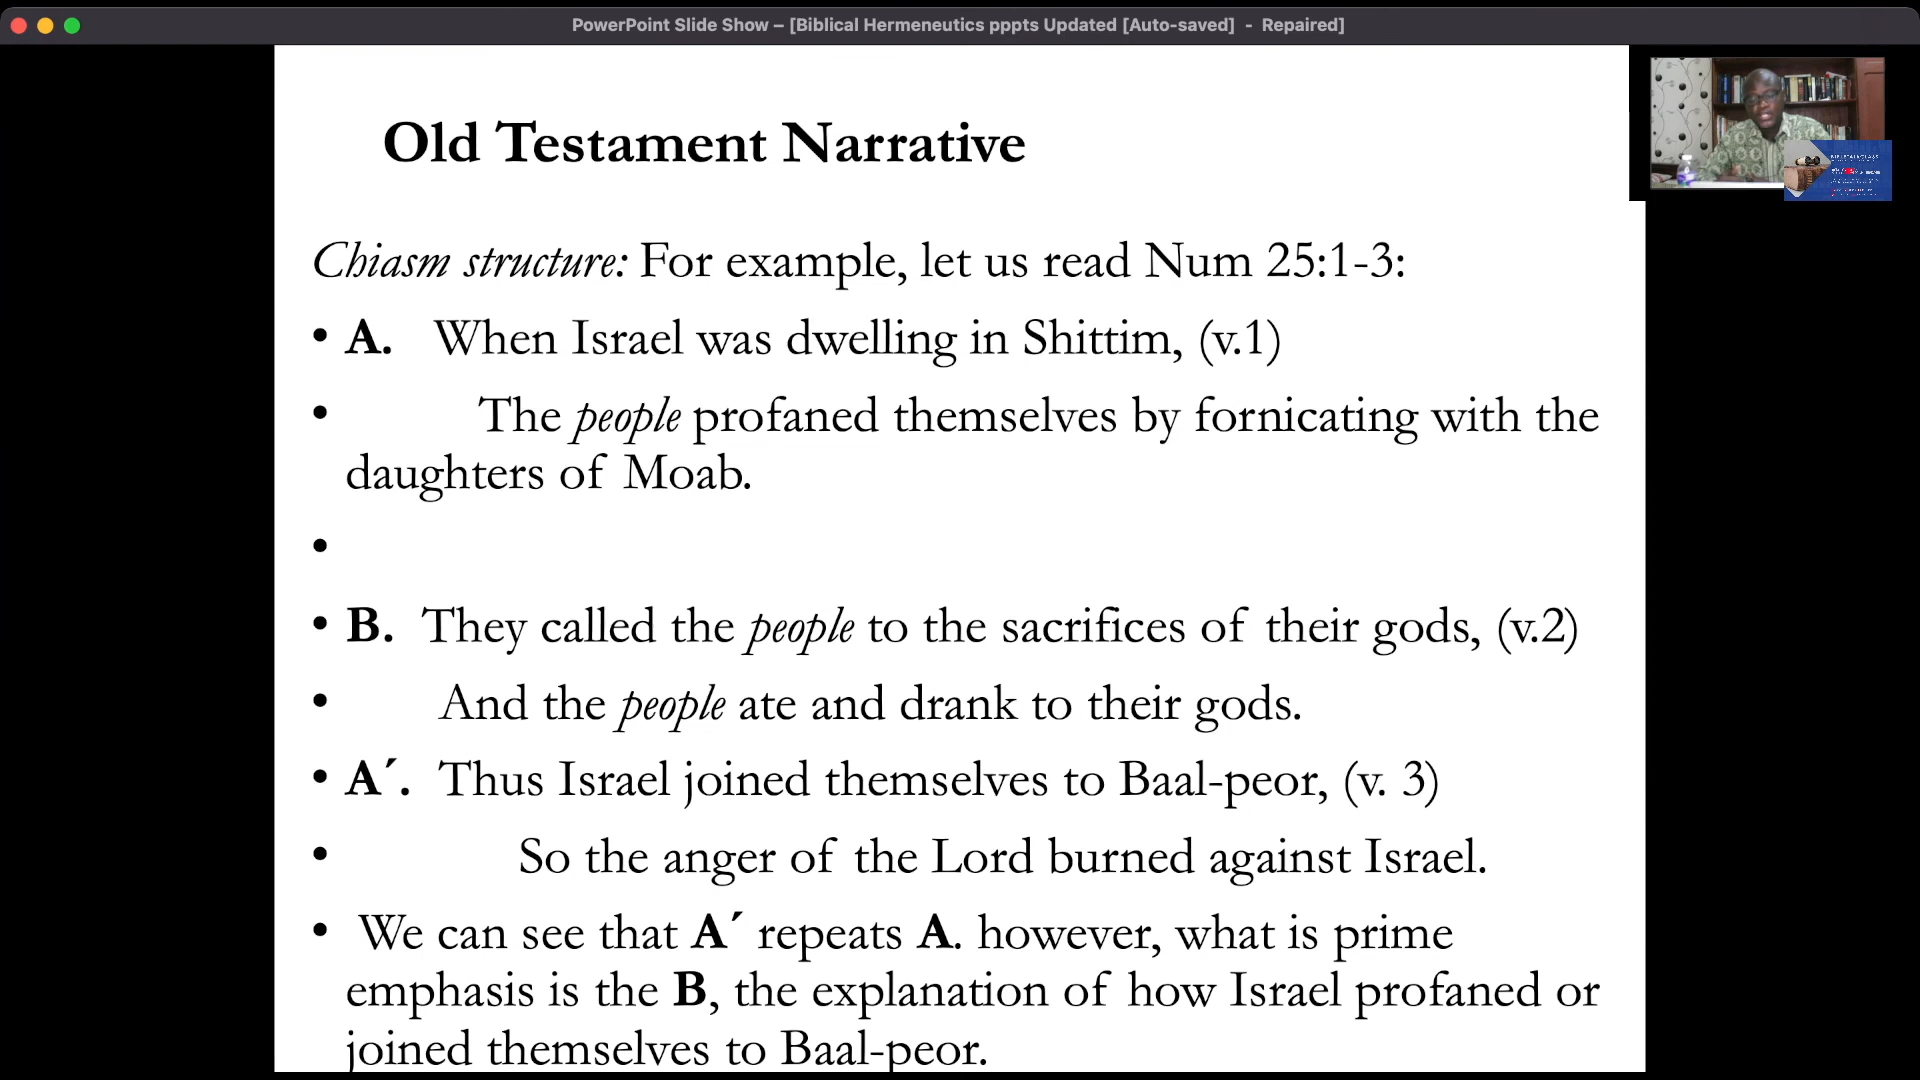 PowerPoint Slide Show – [Biblical Hermeneutics pppts Updated [Auto-saved]  -  Repaired]
Old Testament Narrative
Chiasm structure: For example, let us read Num 25:1-3:
• A. When Israel was dwelling in Shittim, (v.1)
• The people profaned themselves by fornicating with the
daughters of Moab.
•
• B. They called the people to the sacrifices of their gods, (v.2)
• And the people ate and drank to their gods.
• A´. Thus Israel joined themselves to Baal-peor, (v. 3)
• So the anger of the Lord burned against Israel.
• We can see that A´ repeats A. however, what is prime
emphasis is the B, the explanation of how Israel profaned or
joined themselves to Baal-peor.